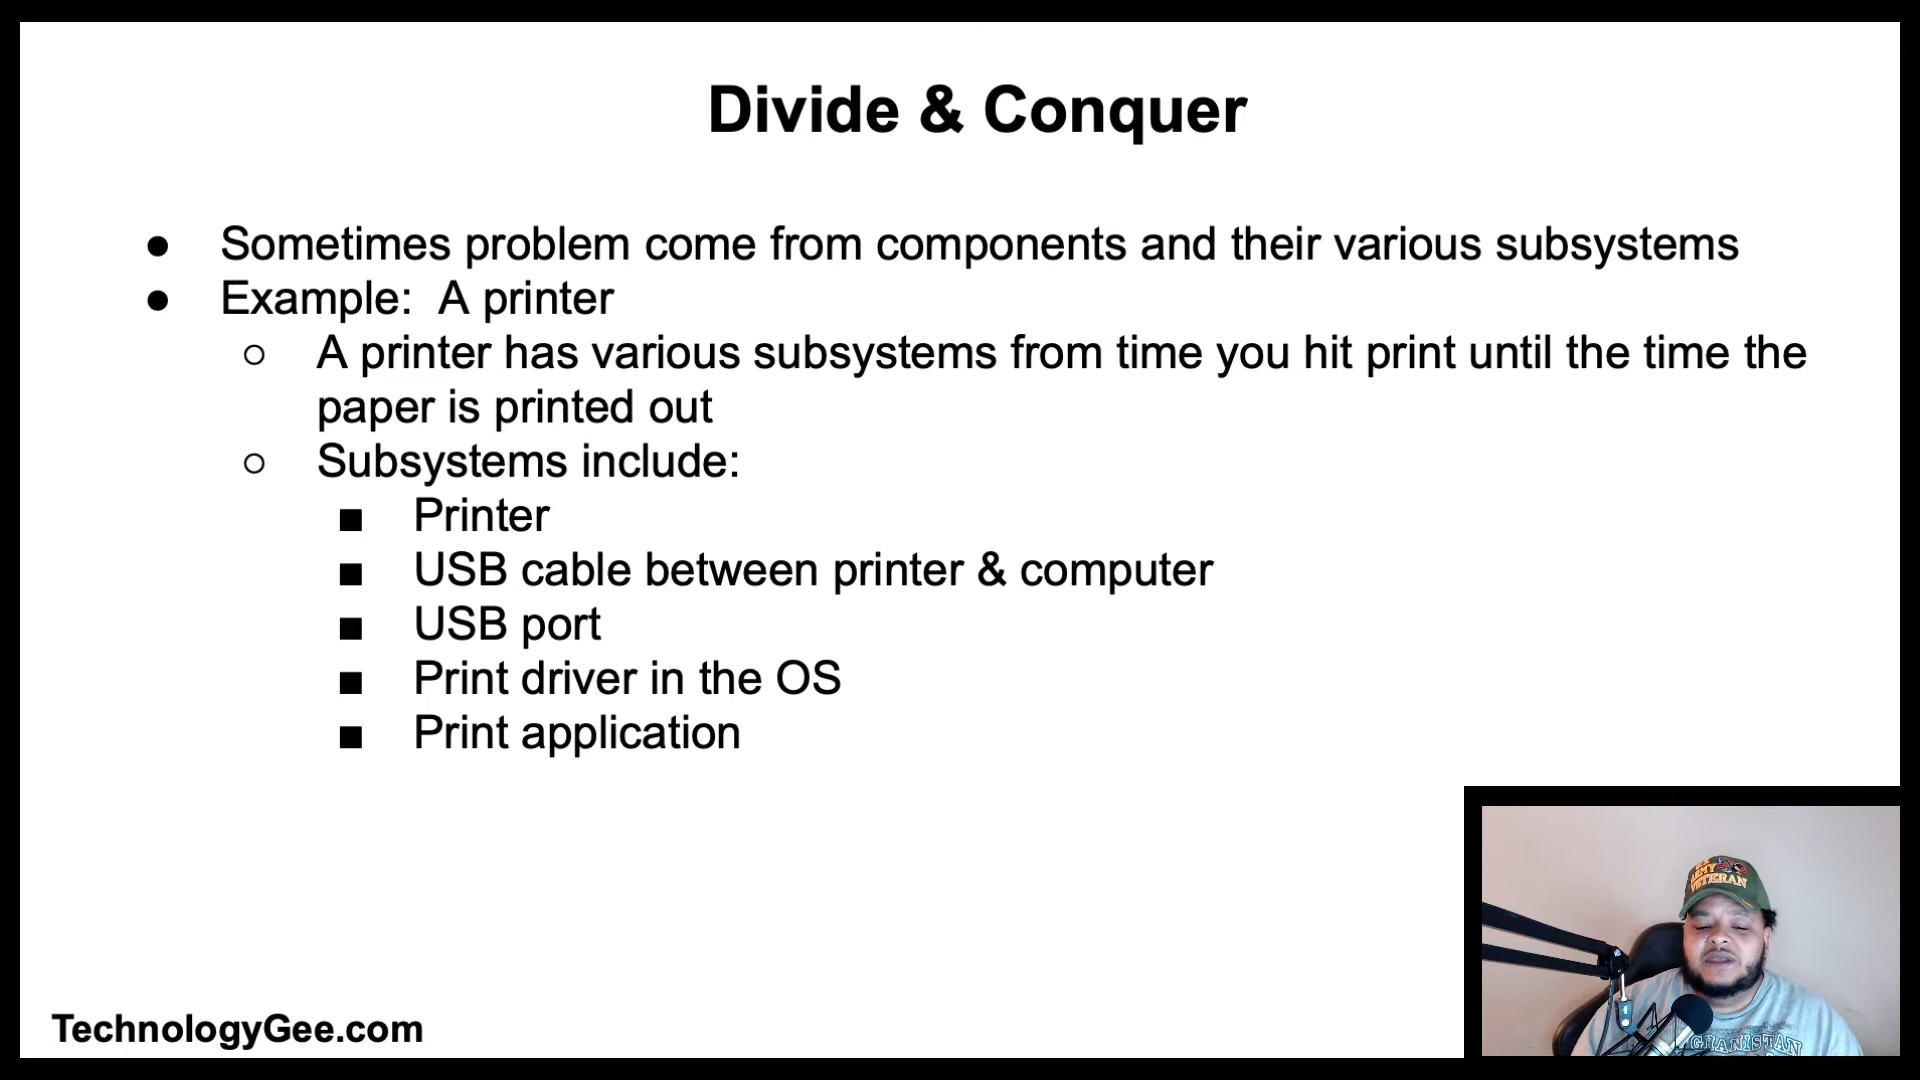 Divide & Conquer
● Sometimes problem come from components and their various subsystems
● Example:  A printer
○ A printer has various subsystems from time you hit print until the time the
paper is printed out
○ Subsystems include:
■ Printer
■ USB cable between printer & computer
■ USB port
■ Print driver in the OS
■ Print application
VETERAN
TechnologyGee.com